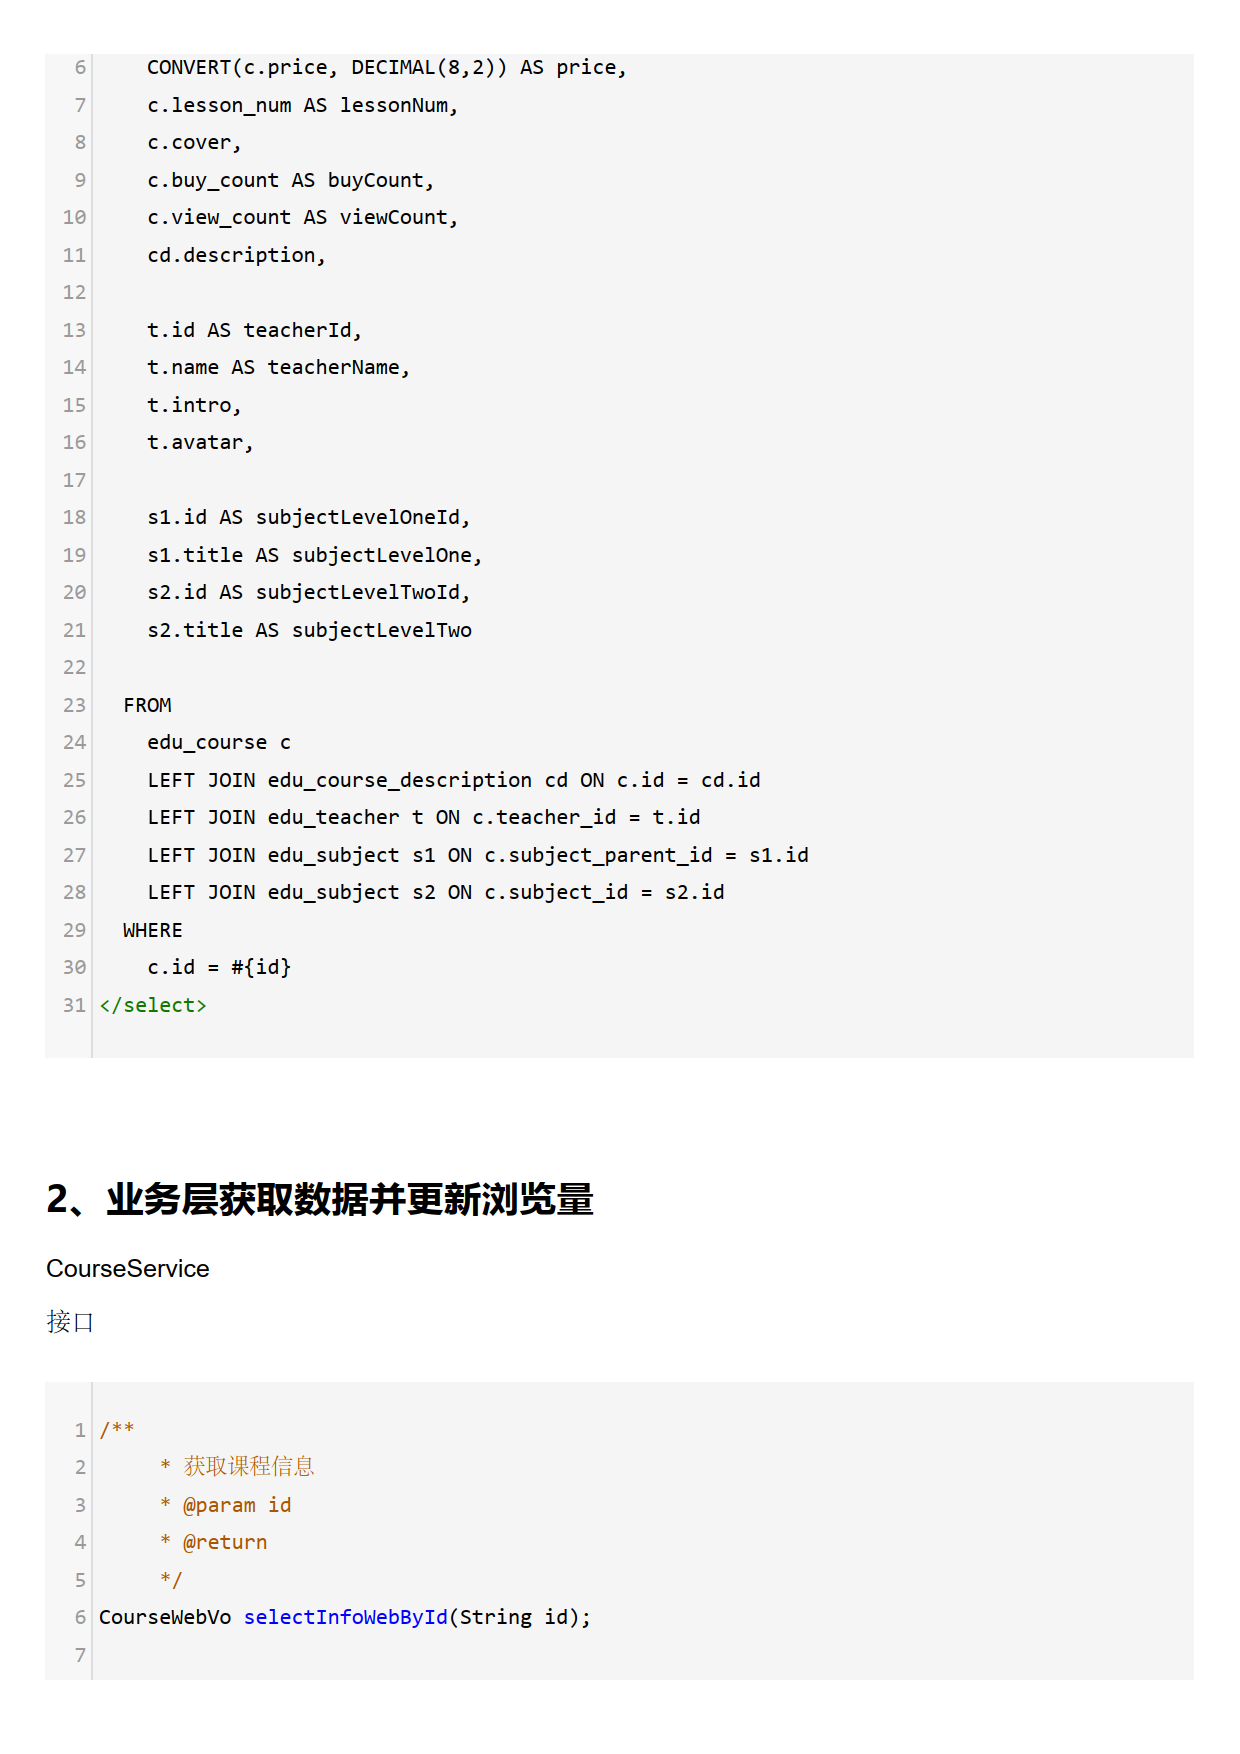 6     CONVERT(c.price, DECIMAL(8,2)) AS price,
7     c.lesson_num AS lessonNum,
8     c.cover,
9     c.buy_count AS buyCount,
10     c.view_count AS viewCount,
11     cd.description,
12
13     t.id AS teacherId,
14     t.name AS teacherName,
15     t.intro,
16     t.avatar,
17
18     s1.id AS subjectLevelOneId,
19     s1.title AS subjectLevelOne,
20     s2.id AS subjectLevelTwoId,
21     s2.title AS subjectLevelTwo
22
23   FROM
24     edu_course c
25     LEFT JOIN edu_course_description cd ON c.id = cd.id
26     LEFT JOIN edu_teacher t ON c.teacher_id = t.id
27     LEFT JOIN edu_subject s1 ON c.subject_parent_id = s1.id
28     LEFT JOIN edu_subject s2 ON c.subject_id = s2.id
29   WHERE
30     c.id = #{id}
31 </select>
2、业务层获取数据并更新浏览量
CourseService
接口
1 /**
2      * 获取课程信息
3      * @param id
4      * @return
5      */
6 CourseWebVo selectInfoWebById(String id);
7